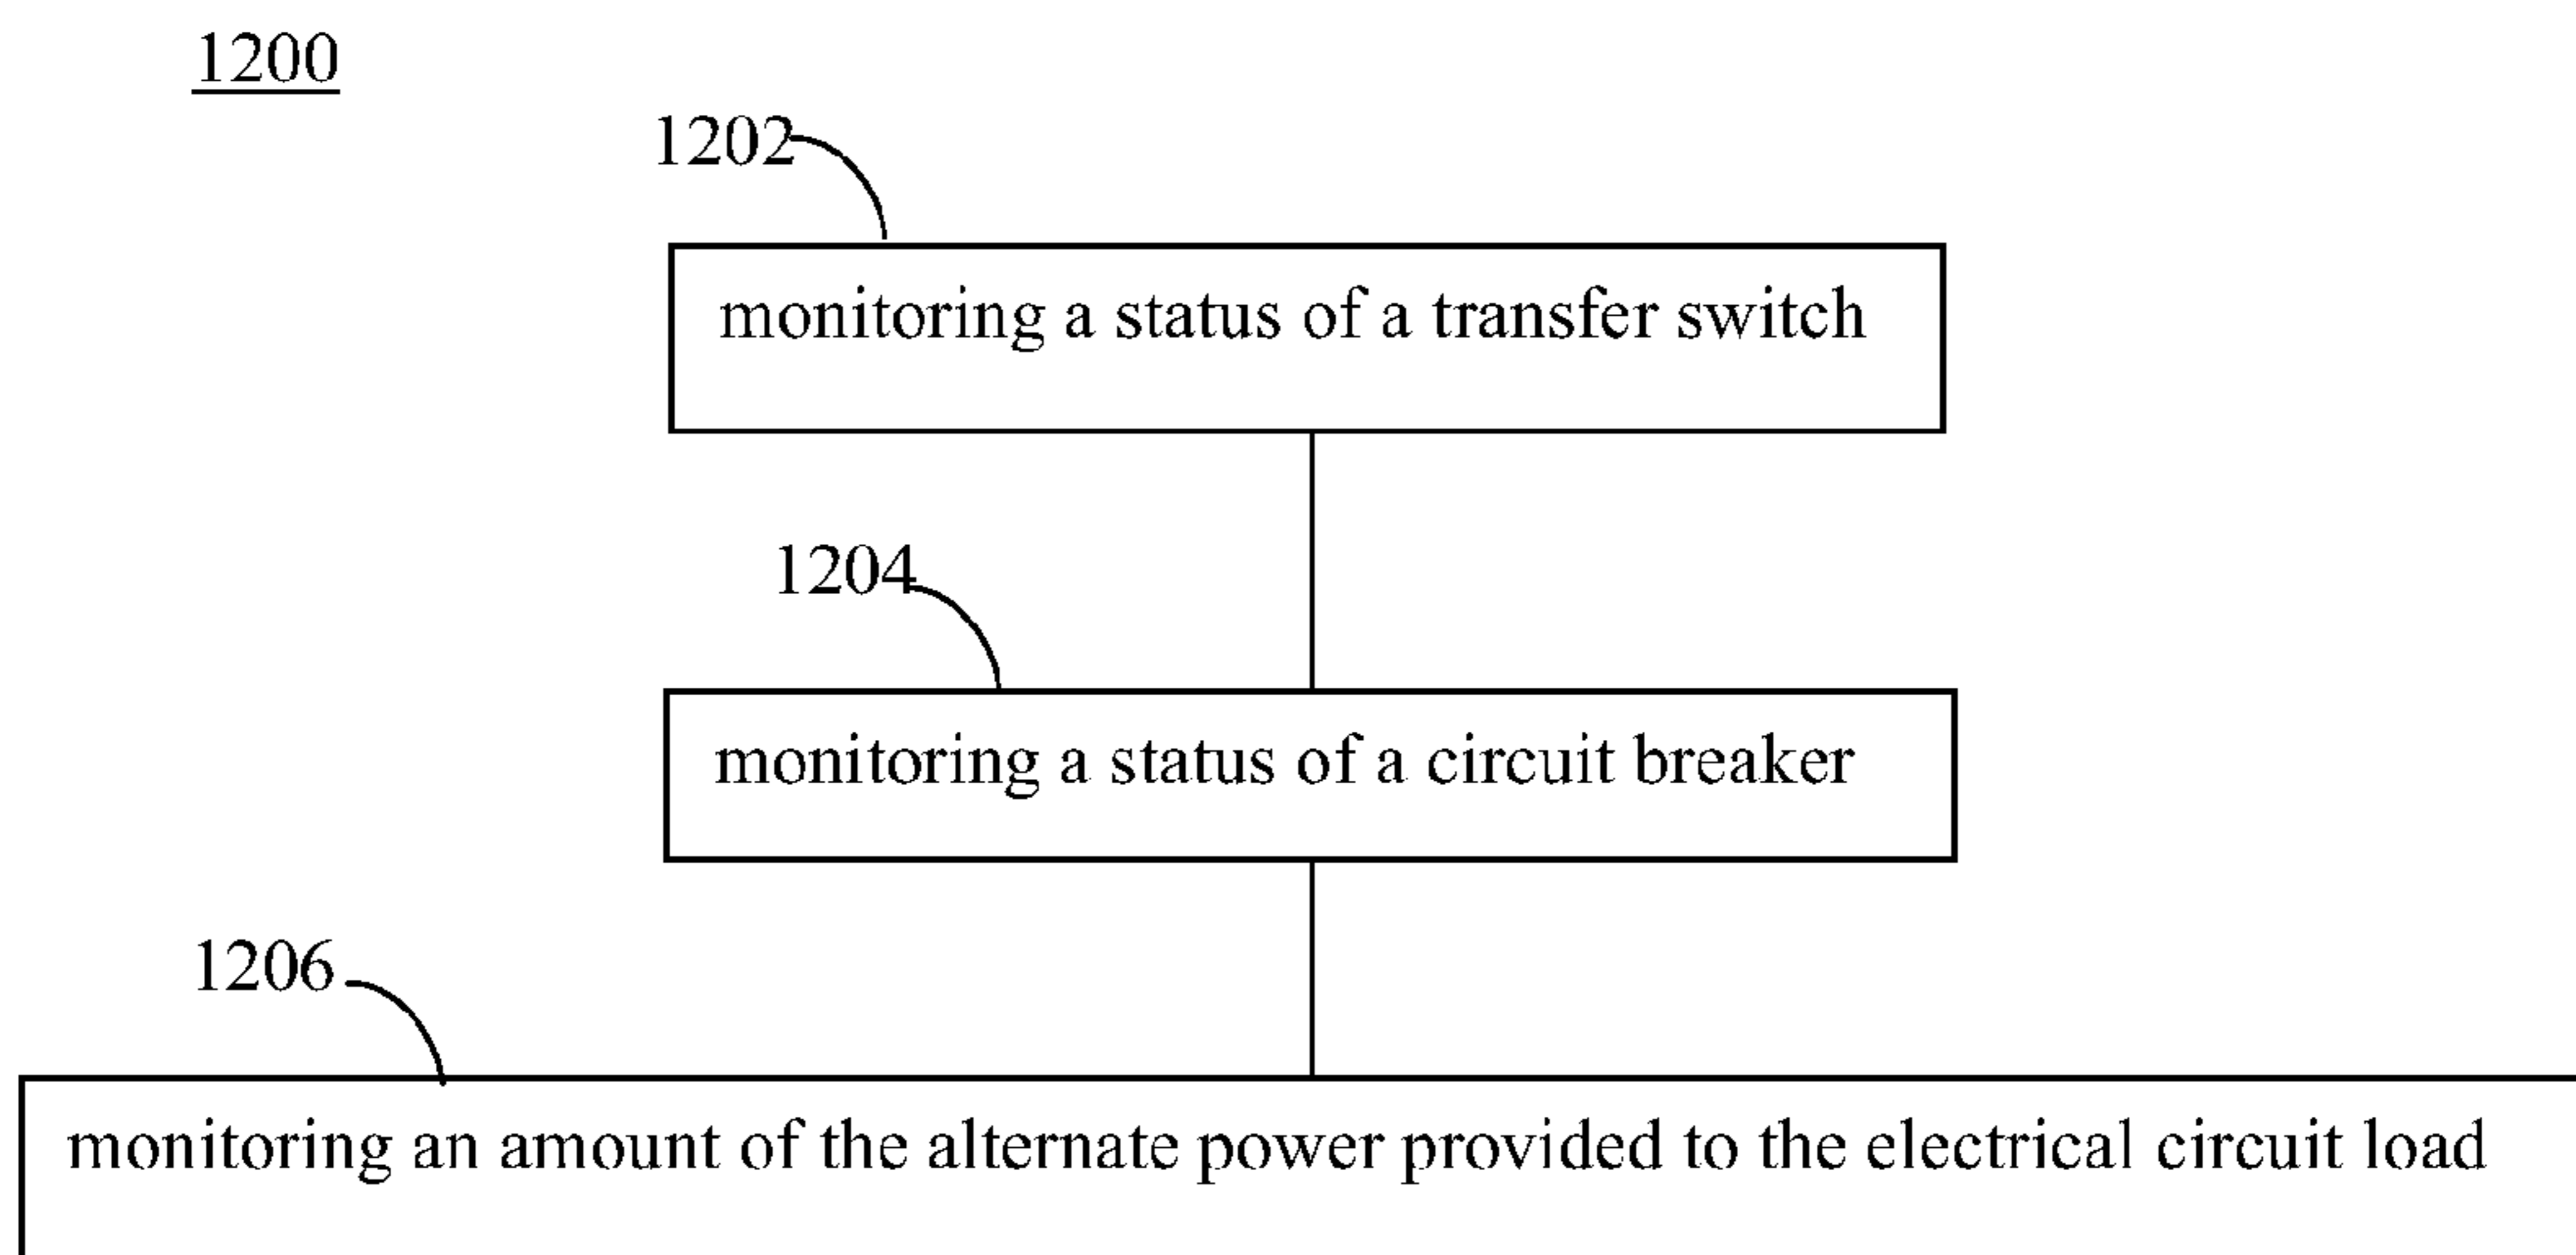 1200
1202
monitoring a status of a transfer switch
1204
monitoring a status of a circuit breaker
1206
monitoring an amount of the alternate power provided to the electrical circuit load